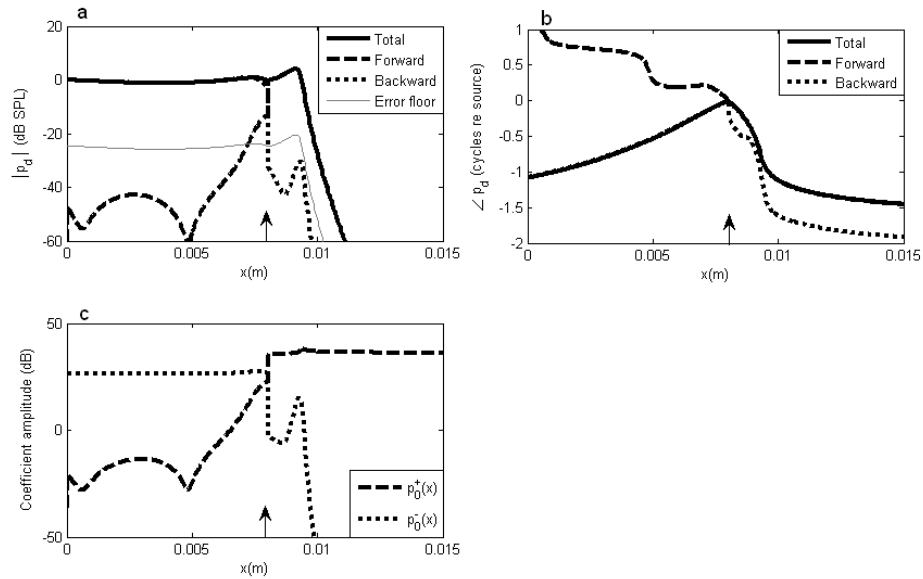 a
|p_d| (dB SPL)
20
0
-20
-40
-60
Total
Forward
Backward
Error floor
0
0.005
0.01
0.015
x(m)
b
∠ p_d (cycles re source)
1
0.5
0
-0.5
-1
-1.5
-2
Total
Forward
Backward
0
0.005
0.01
0.015
x(m)
c
Coefficient amplitude (dB)
50
0
-50
p_0^+(x)
p_0^-(x)
0
0.005
0.01
0.015
x(m)